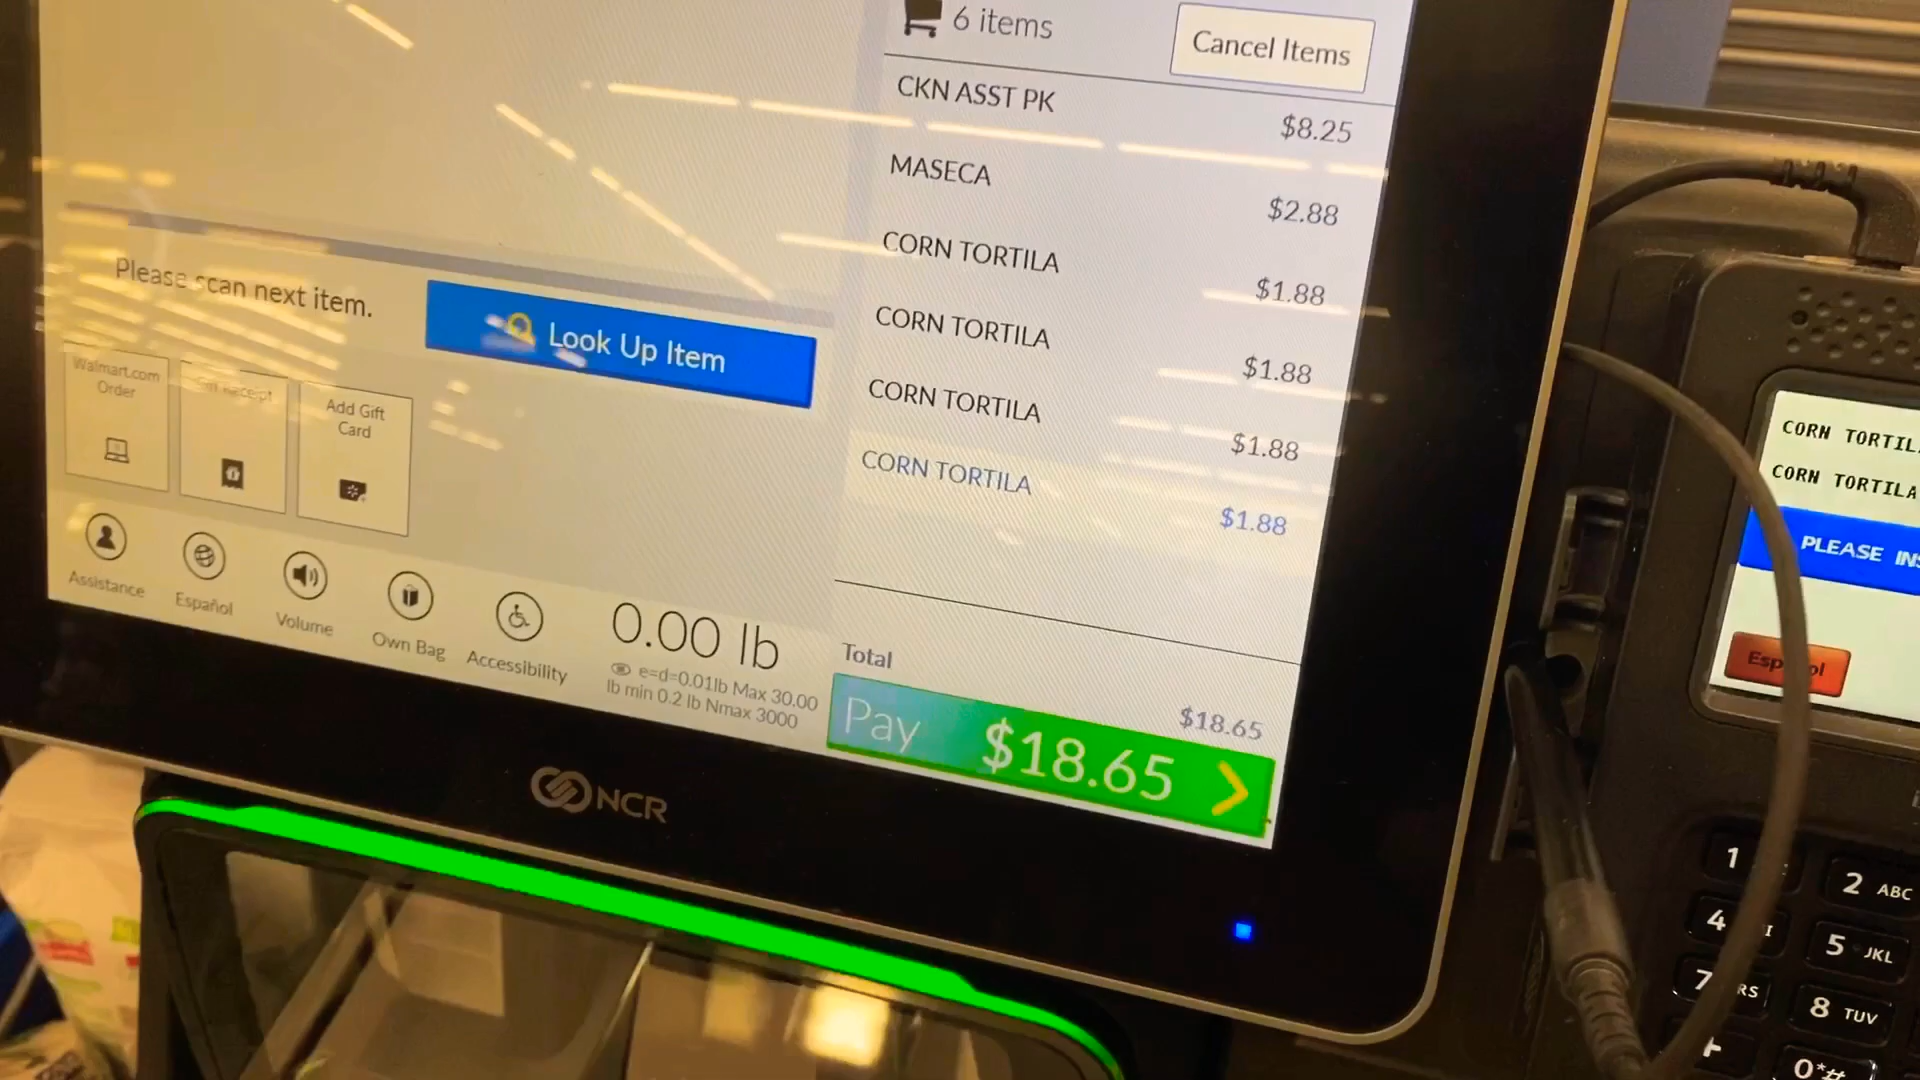 6 items
Cancel Items
CKN ASST PK
$8.25
MASECA
$2.88
CORN TORTILA
$1.88
CORN TORTILA
$1.88
CORN TORTILA
$1.88
CORN TORTILA
$1.88
Please scan next item.
Look Up Item
Walmart.com
Order
Receipt
Add Gift
Card
Assistance
Español
Volume
Own Bag
Accessibility
0.00 lb
e=d=0.01lb Max 30.00
lb min 0.2 lb Nmax 3000
Total
$18.65
Pay $18.65
NCR
CORN TORTIL
CORN TORTILA
PLEASE INS
1
2 ABC
4
5 JKL
7 RS
8 TUV
0*#